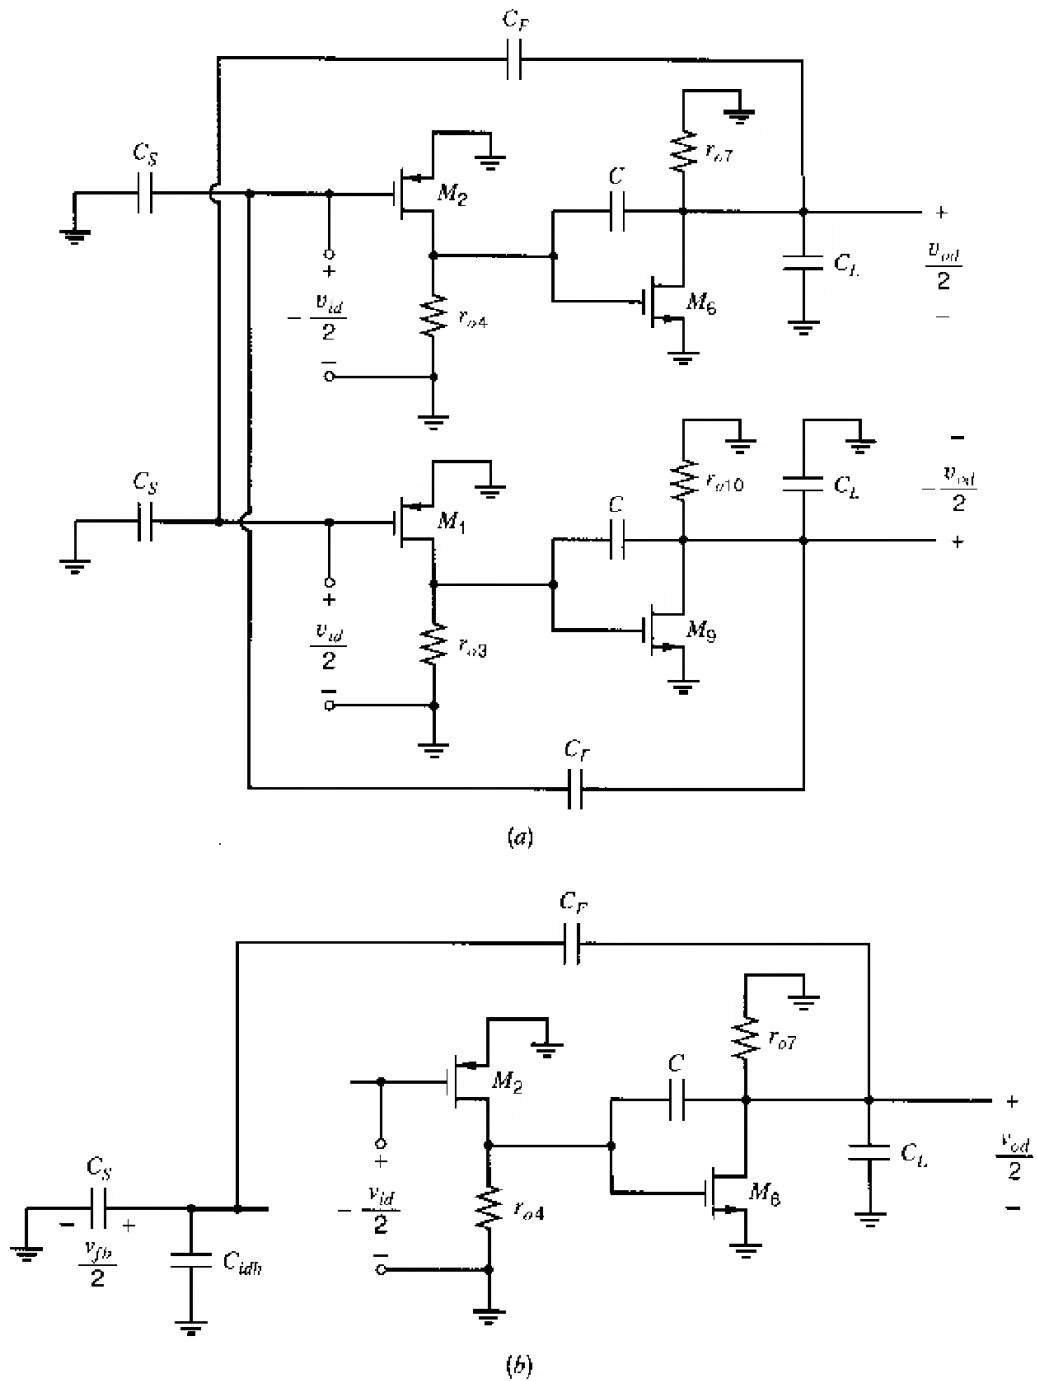 C_F
C_S
M_2
r_o7
C
+
v_od
2
−
C_L
M_6
+
− v_id
2
−
r_o4
C_S
M_1
r_o10
C_L
−
− v_od
2
+
C
M_9
+
v_id
2
−
r_o3
C_F
(a)
C_F
r_o7
M_2
C
+
v_od
2
−
C_L
M_6
+
− v_id
2
−
r_o4
C_S
− +
v_fb
2
C_idh
(b)